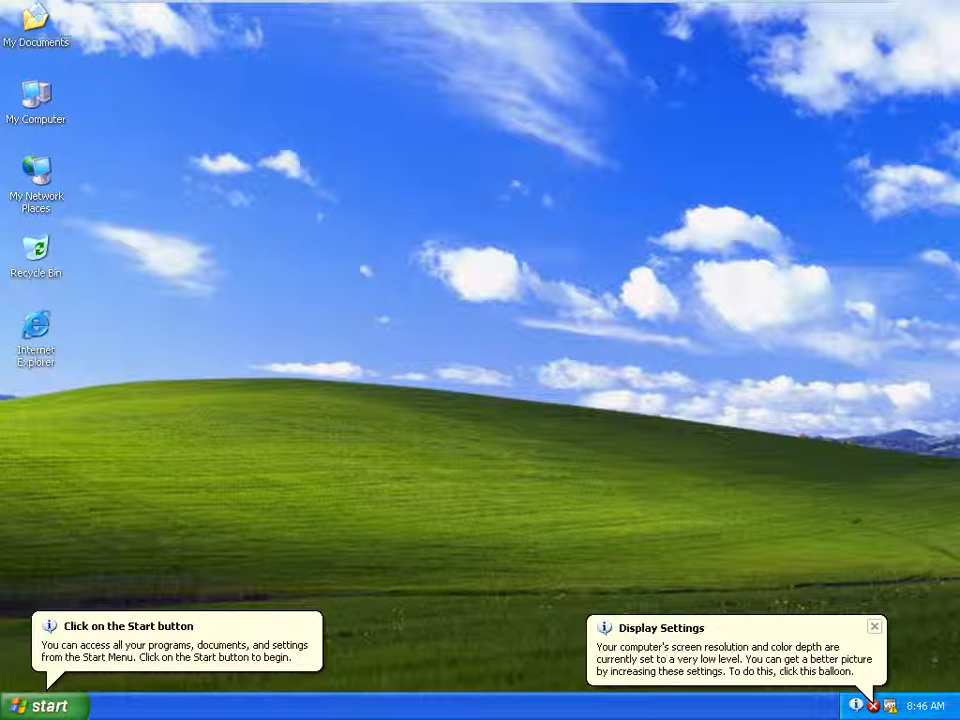 My Documents
My Computer
My Network
Places
Recycle Bin
Internet
Explorer
Click on the Start button
You can access all your programs, documents, and settings
from the Start Menu. Click on the Start button to begin.
Display Settings
Your computer's screen resolution and color depth are
currently set to a very low level. You can get a better picture
by increasing these settings. To do this, click this balloon.
start
8:46 AM